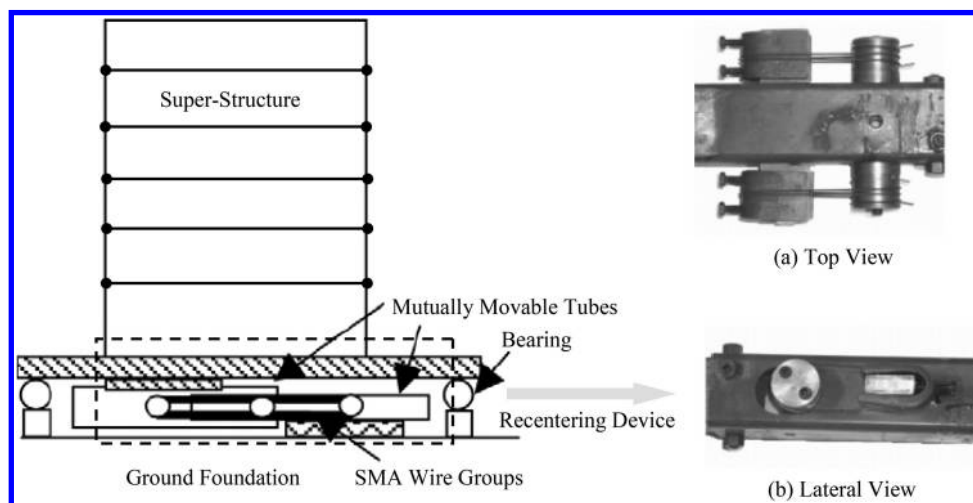 Super-Structure
Mutually Movable Tubes
Bearing
Recentering Device
Ground Foundation
SMA Wire Groups
(a) Top View
(b) Lateral View